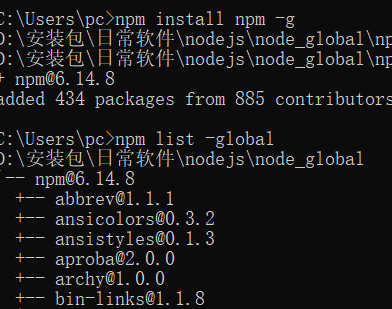 C:\Users\pc>npm install npm -g
D:\安装包\日常软件\nodejs\node_global\np
D:\安装包\日常软件\nodejs\node_global\np
+ npm@6.14.8
added 434 packages from 885 contributors
C:\Users\pc>npm list -global
D:\安装包\日常软件\nodejs\node_global
`-- npm@6.14.8
+-- abbrev@1.1.1
+-- ansicolors@0.3.2
+-- ansistyles@0.1.3
+-- aproba@2.0.0
+-- archy@1.0.0
+-- bin-links@1.1.8